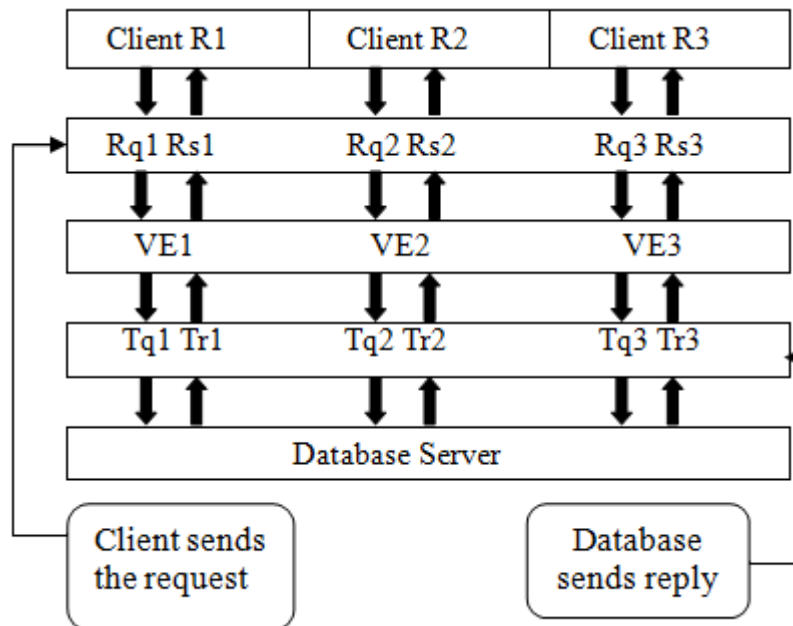 Client R1 Client R2 Client R3
Rq1 Rs1 Rq2 Rs2 Rq3 Rs3
VE1 VE2 VE3
Tq1 Tr1 Tq2 Tr2 Tq3 Tr3
Database Server
Client sends
the request
Database
sends reply